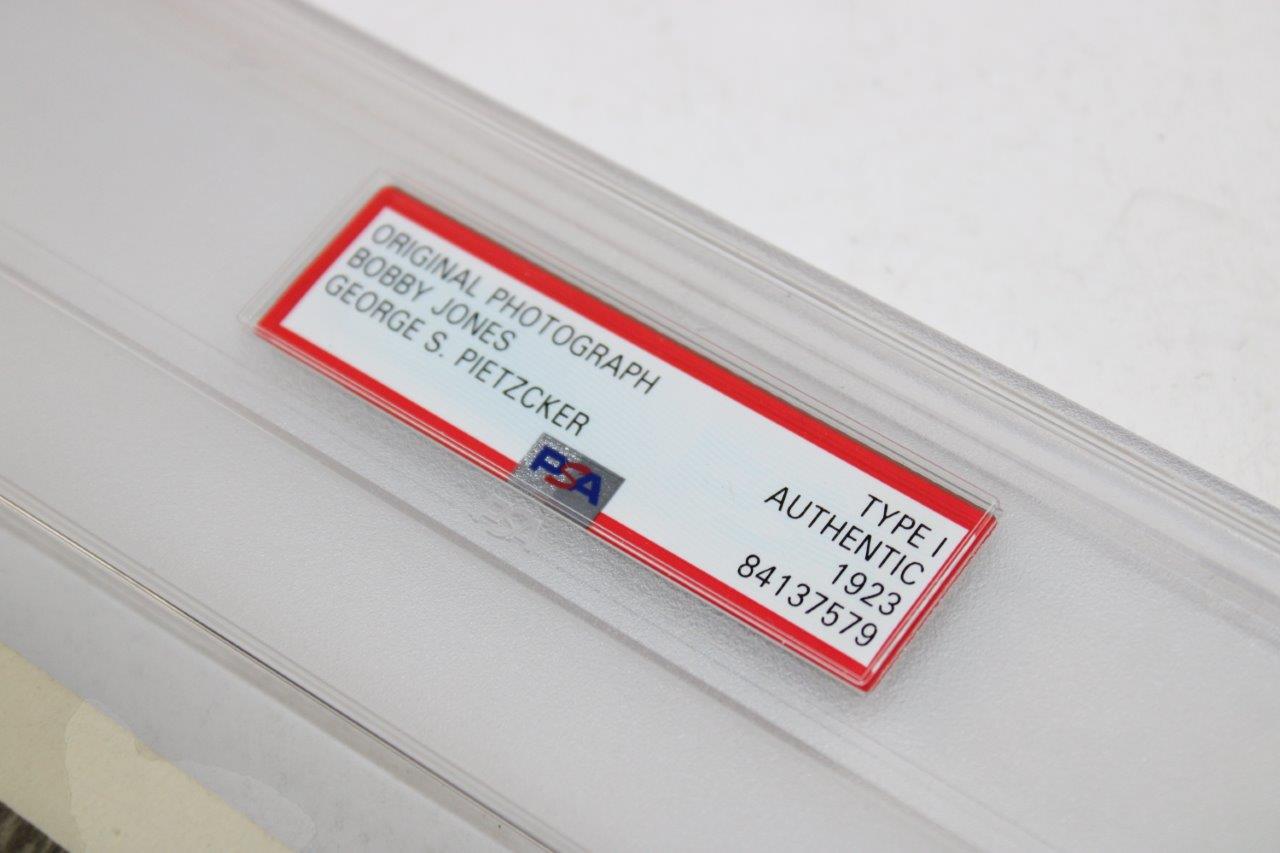 ORIGINAL PHOTOGRAPH
BOBBY JONES
GEORGE S. PIETZCKER
PSA
TYPE I
AUTHENTIC
1923
84137579